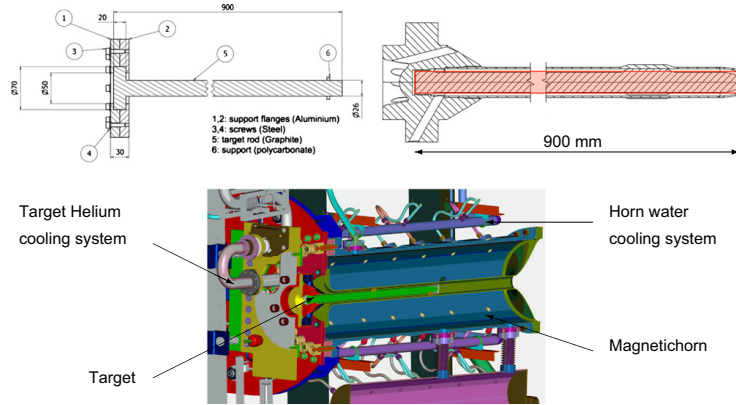 900
20
1
2
3
5
6
Ø70
Ø50
Ø26
1,2: support flanges (Aluminium)
3,4: screws (Steel)
5: target rod (Graphite)
6: support (polycarbonate)
4
30
900 mm
Target Helium
cooling system
Horn water
cooling system
Magnetichorn
Target